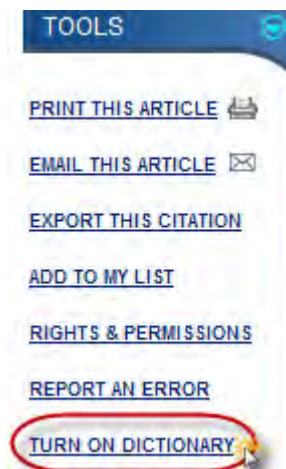 TOOLS
PRINT THIS ARTICLE
EMAIL THIS ARTICLE
EXPORT THIS CITATION
ADD TO MY LIST
RIGHTS & PERMISSIONS
REPORT AN ERROR
TURN ON DICTIONARY